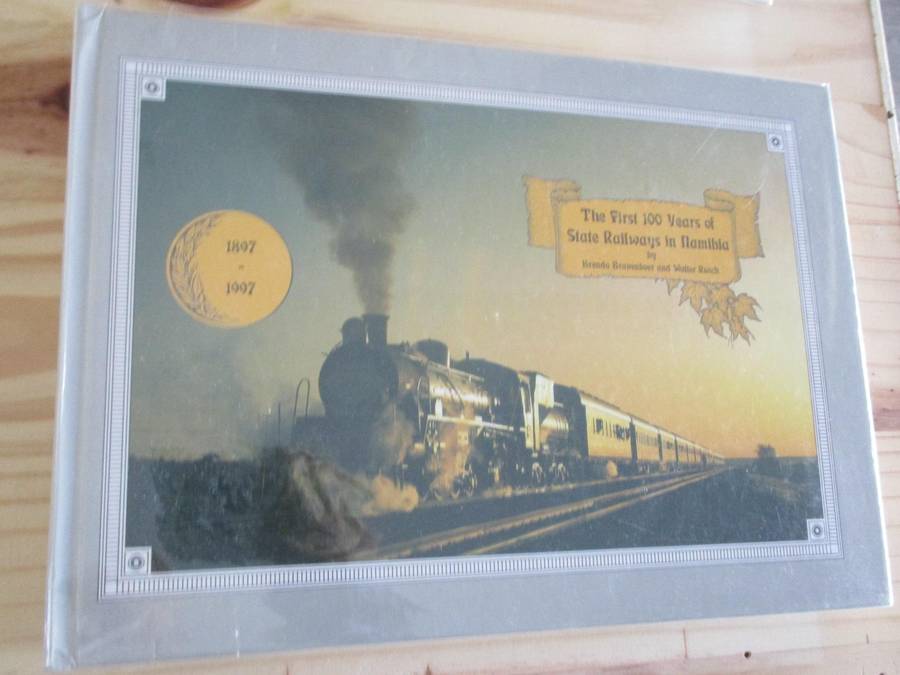 1897
-
1997
The First 100 Years of
State Railways in Namibia
by
Brenda Bravenboer and Walter Rusch